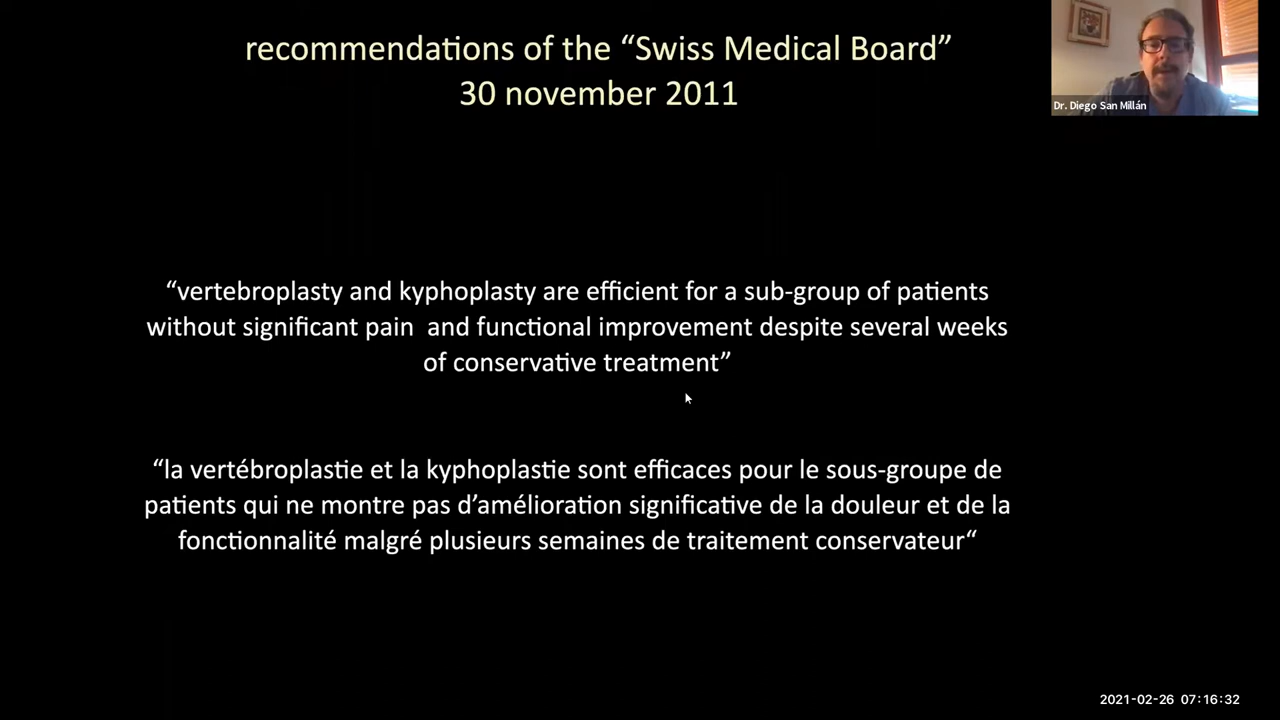 recommendations of the “Swiss Medical Board”
30 november 2011
Dr. Diego San Millán
“vertebroplasty and kyphoplasty are efficient for a sub-group of patients
without significant pain  and functional improvement despite several weeks
of conservative treatment”
“la vertébroplastie et la kyphoplastie sont efficaces pour le sous-groupe de
patients qui ne montre pas d’amélioration significative de la douleur et de la
fonctionnalité malgré plusieurs semaines de traitement conservateur“
2021-02-26 07:16:32